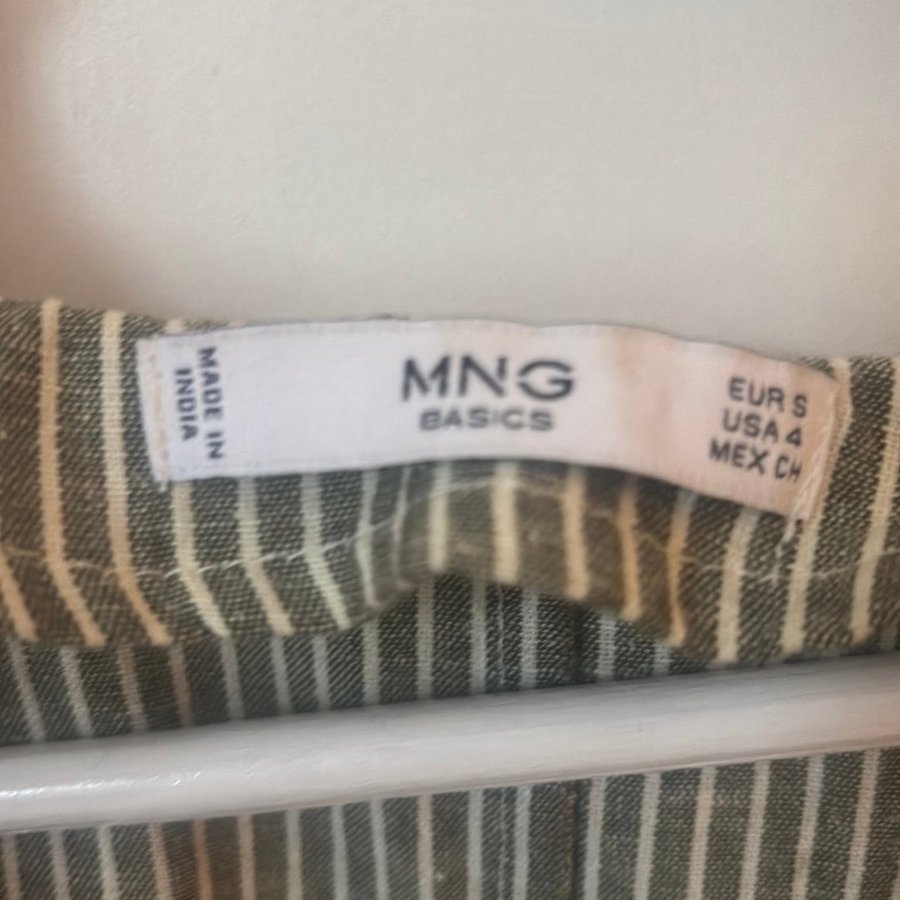 MADE IN
INDIA
MNG
BASICS
EUR S
USA 4
MEX CH